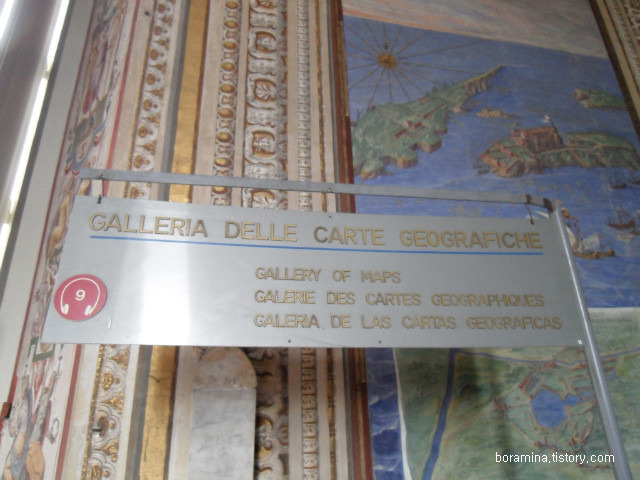 GALLERIA DELLE CARTE GEOGRAFICHE
GALLERY OF MAPS
GALERIE DES CARTES GEOGRAPHIQUES
GALERIA DE LAS CARTAS GEOGRAFICAS
9
boramina.tistory.com